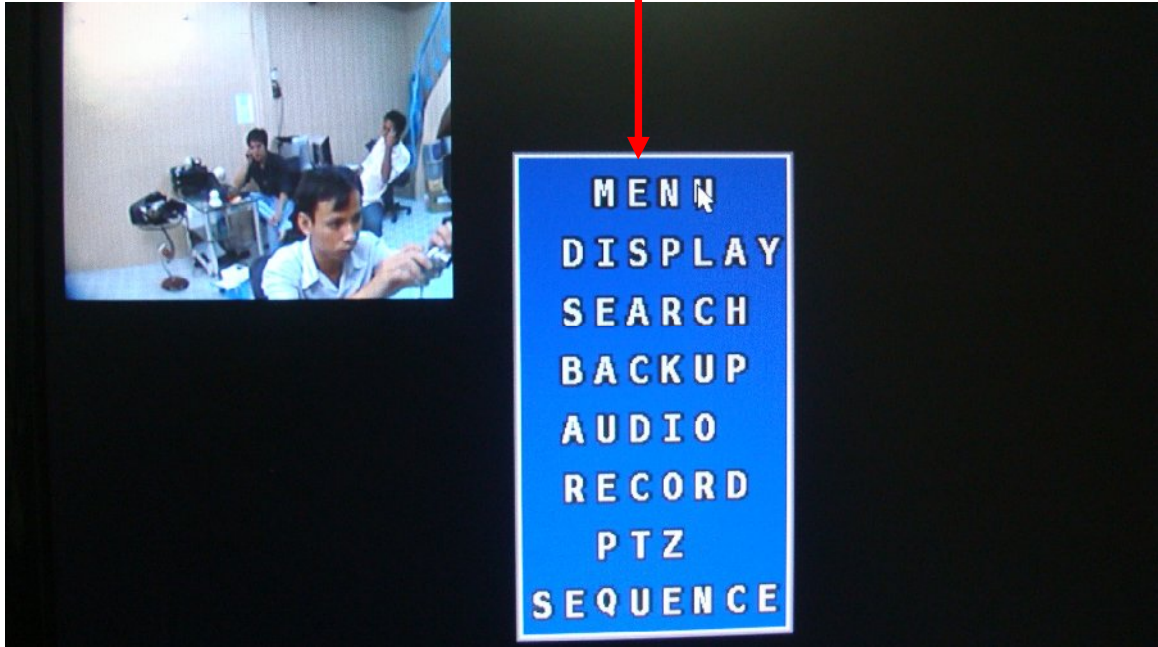 MENU
DISPLAY
SEARCH
BACKUP
AUDIO
RECORD
PTZ
SEQUENCE